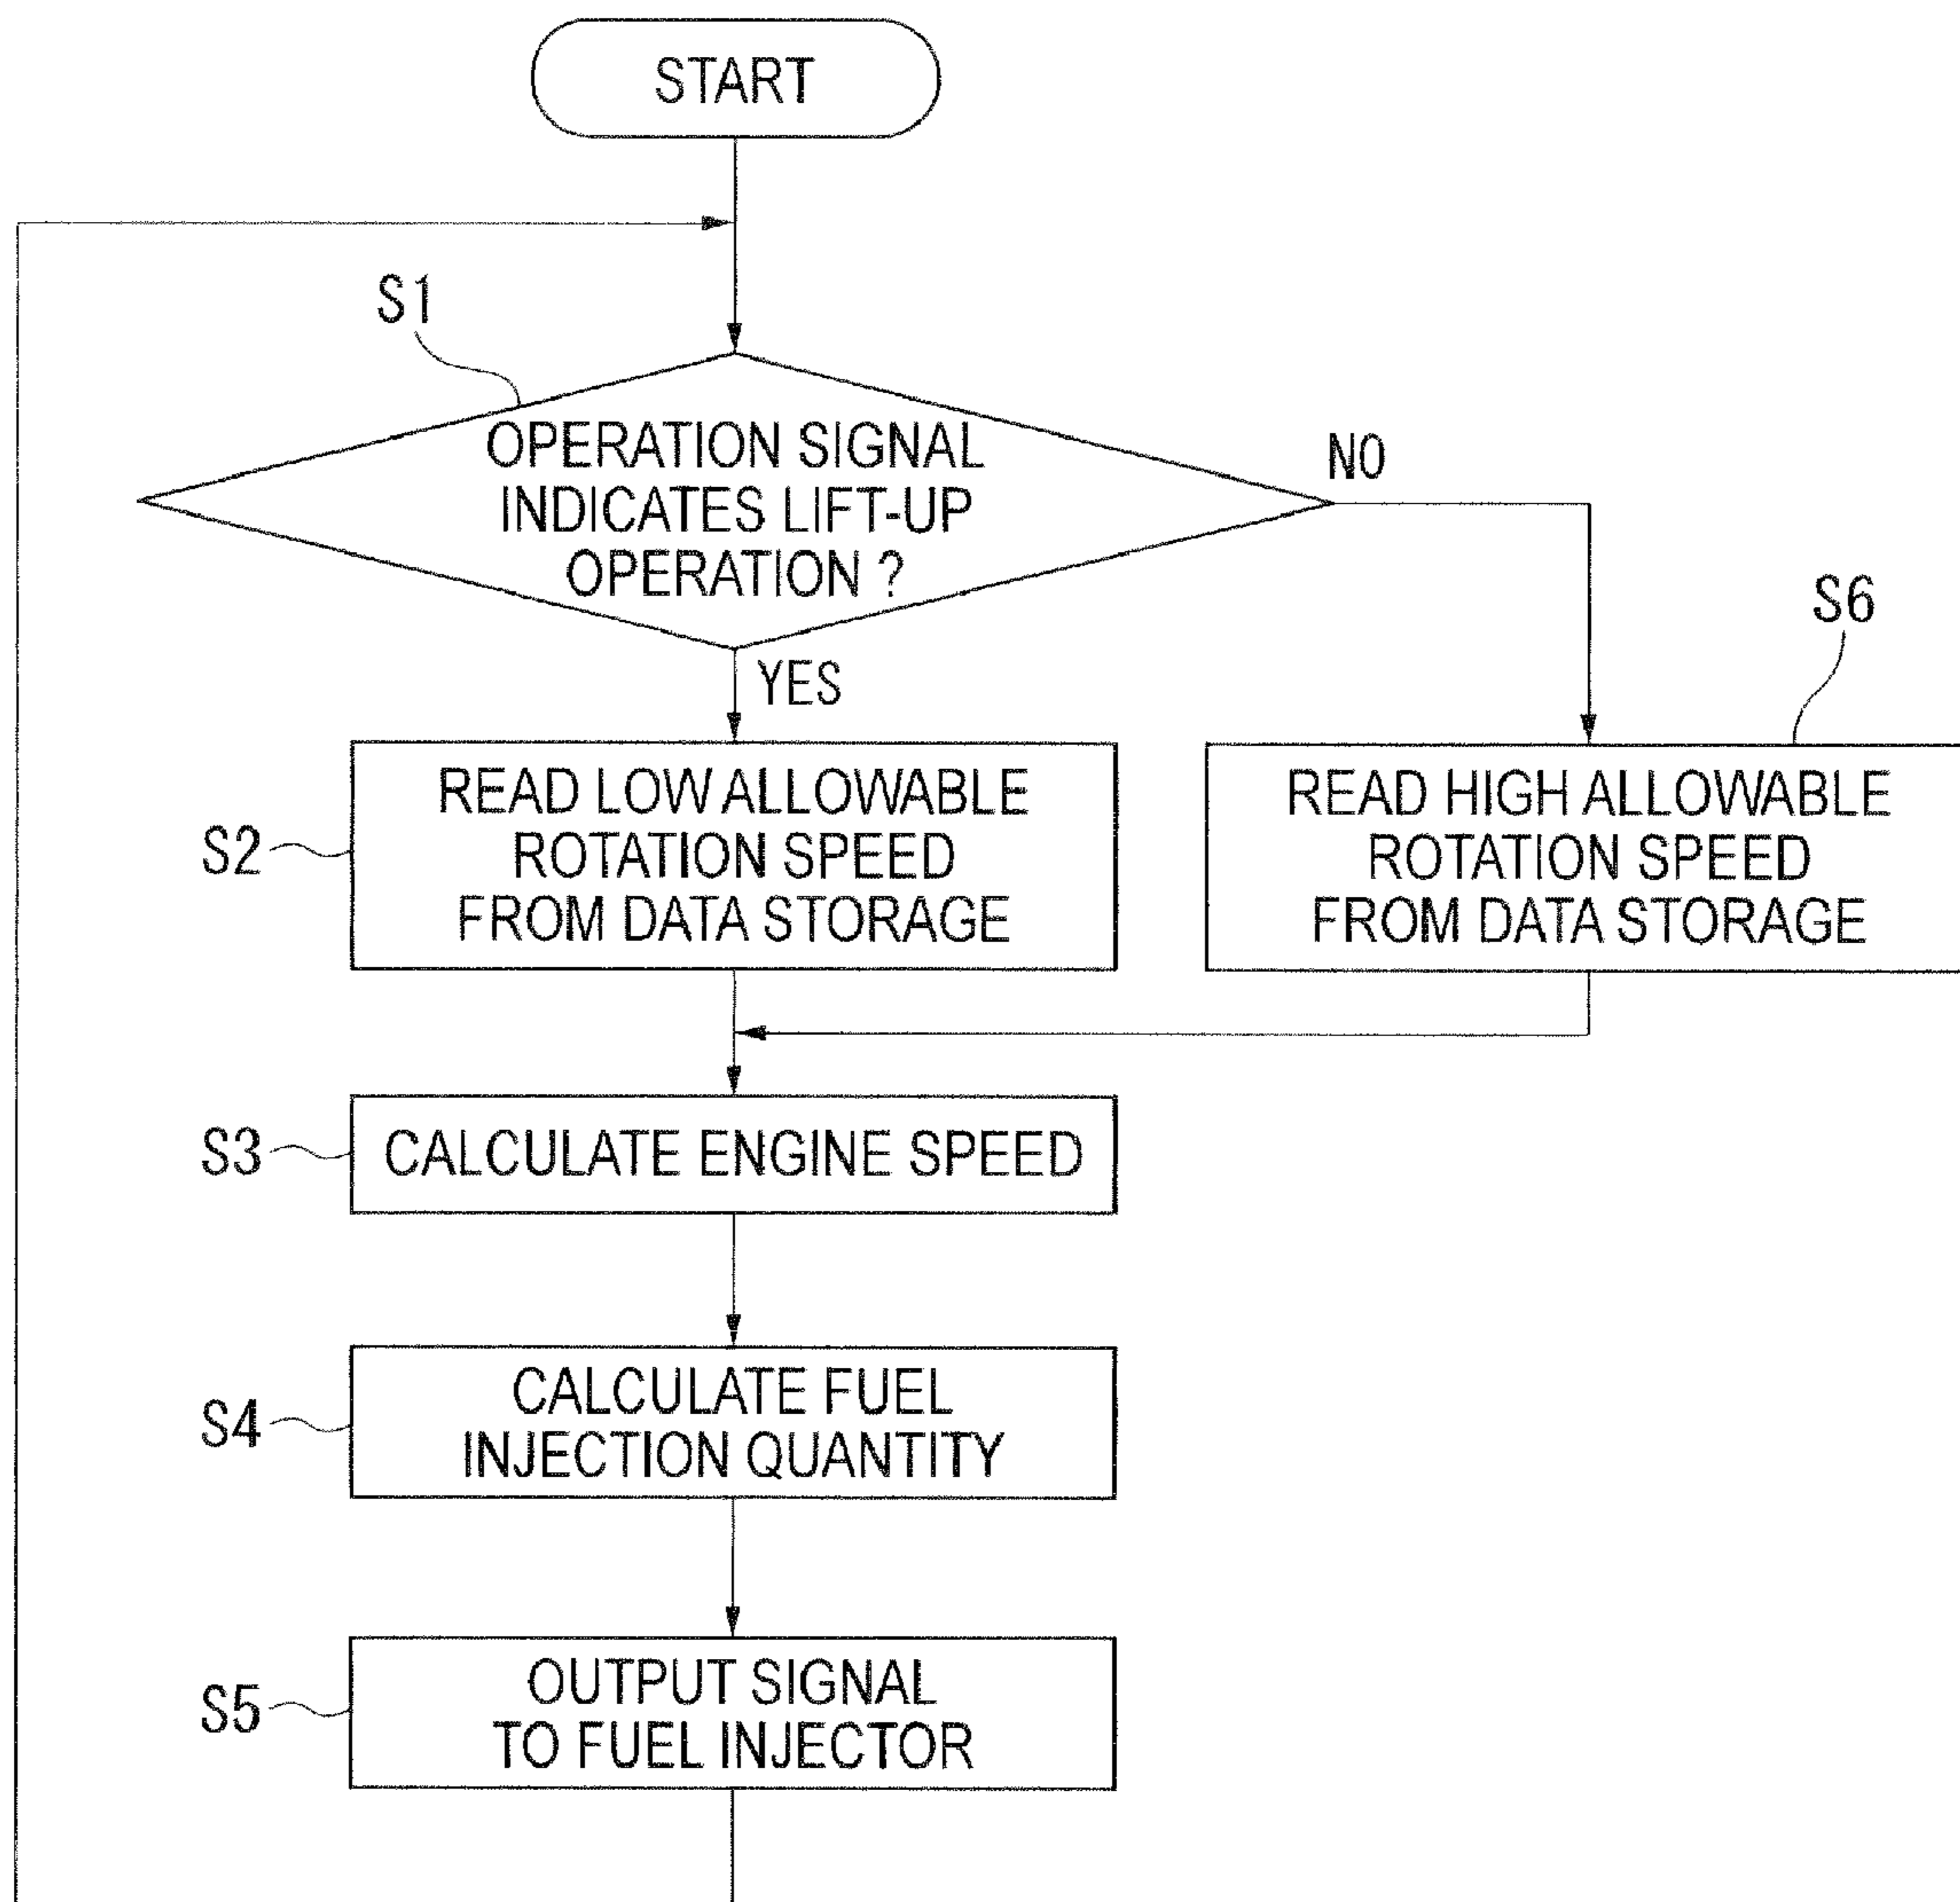 START
S1
OPERATION SIGNAL
INDICATES LIFT-UP
OPERATION ?
NO
YES
S6
S2
READ LOW ALLOWABLE
ROTATION SPEED
FROM DATA STORAGE
READ HIGH ALLOWABLE
ROTATION SPEED
FROM DATA STORAGE
S3
CALCULATE ENGINE SPEED
S4
CALCULATE FUEL
INJECTION QUANTITY
S5
OUTPUT SIGNAL
TO FUEL INJECTOR